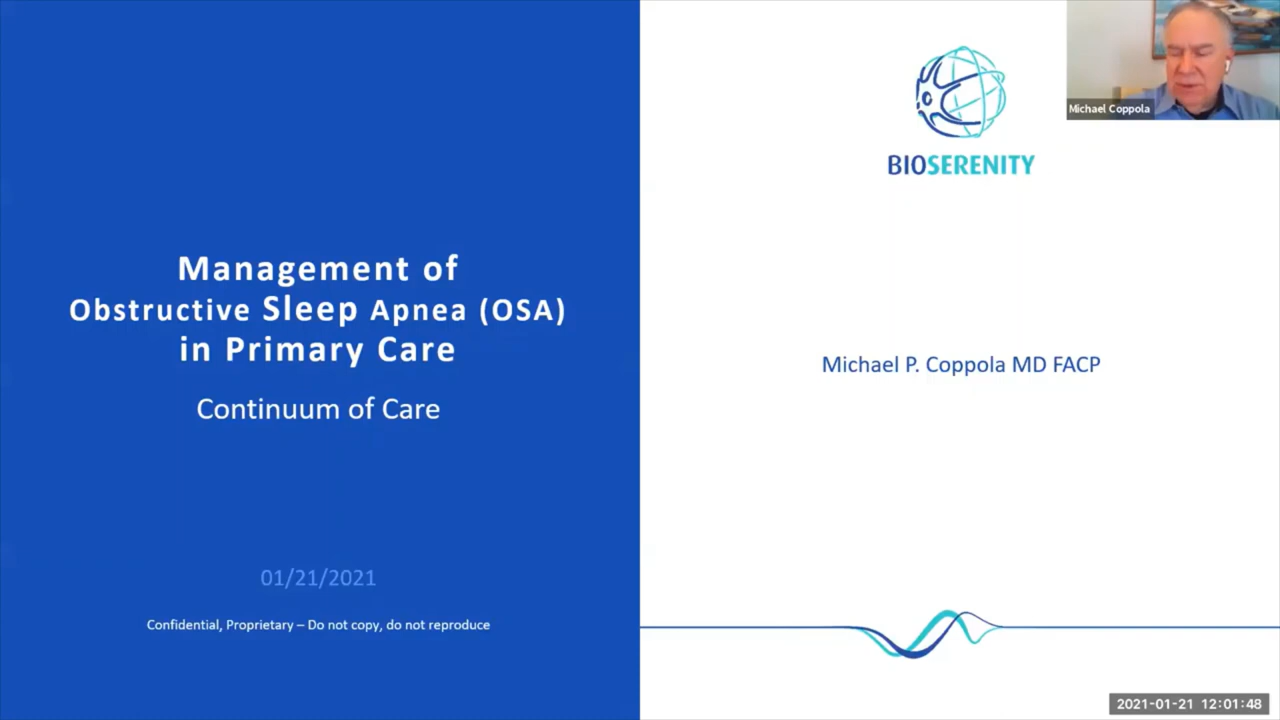 Management of
Obstructive Sleep Apnea (OSA)
in Primary Care
Continuum of Care
01/21/2021
Confidential, Proprietary – Do not copy, do not reproduce
BIOSERENITY
Michael P. Coppola MD FACP
Michael Coppola
2021-01-21 12:01:48